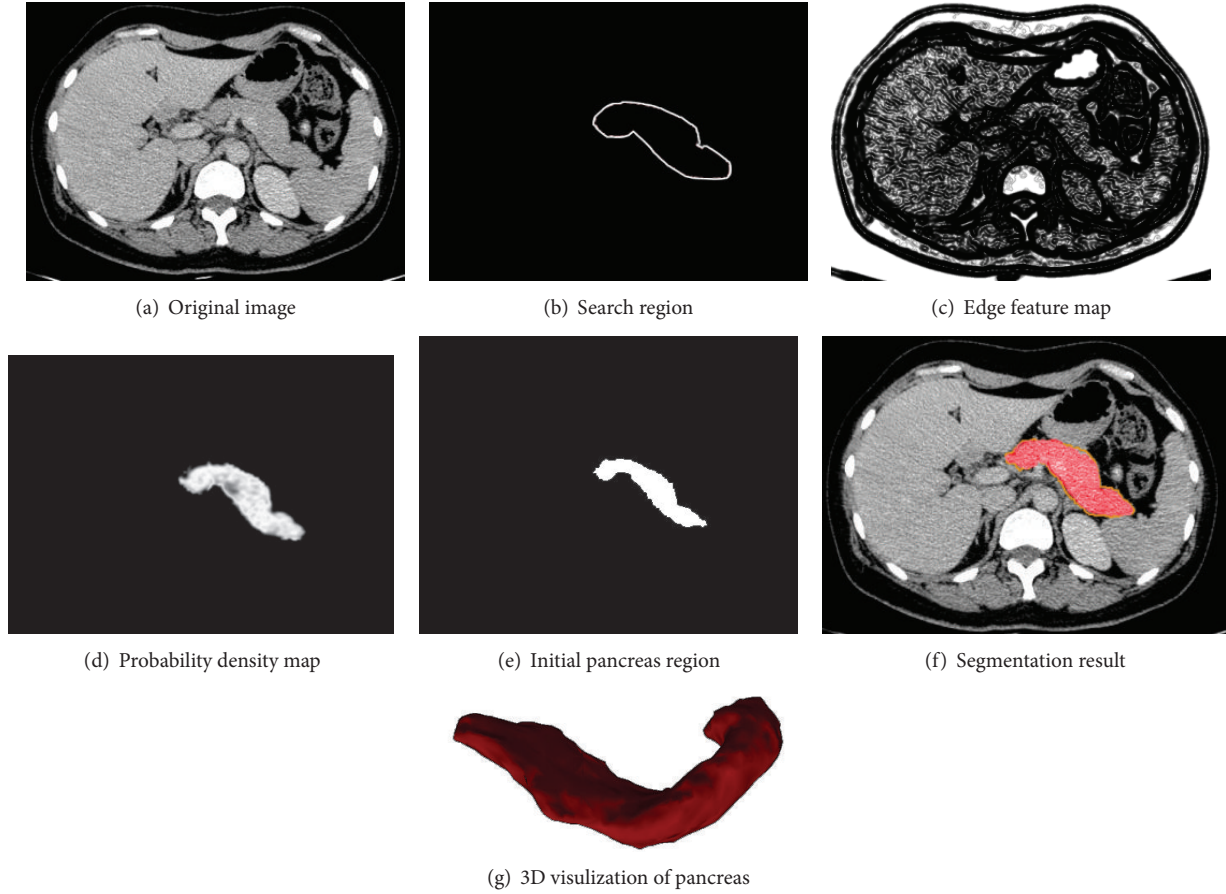 (a) Original image
(b) Search region
(c) Edge feature map
(d) Probability density map
(e) Initial pancreas region
(f) Segmentation result
(g) 3D visulization of pancreas